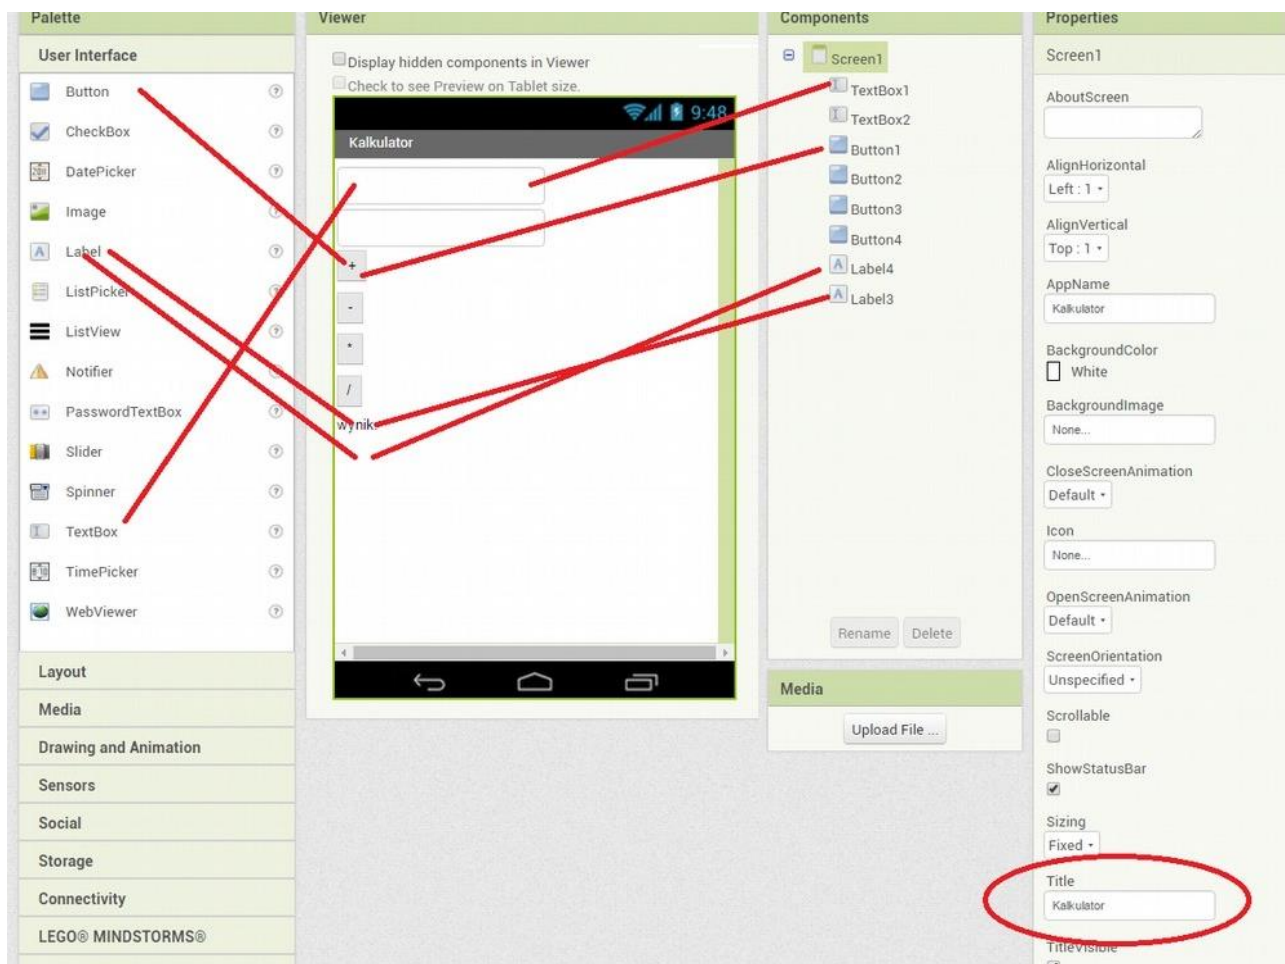 Palette
User Interface
Button
CheckBox
DatePicker
Image
Label
ListPicker
ListView
Notifier
PasswordTextBox
Slider
Spinner
TextBox
TimePicker
WebViewer
Layout
Media
Drawing and Animation
Sensors
Social
Storage
Connectivity
LEGO® MINDSTORMS®
Viewer
Display hidden components in Viewer
Check to see Preview on Tablet size.
9:48
Kalkulator
+
-
*
/
wynik:
Components
Screen1
TextBox1
TextBox2
Button1
Button2
Button3
Button4
Label4
Label3
Rename Delete
Media
Upload File ...
Properties
Screen1
AboutScreen
AlignHorizontal
Left : 1
AlignVertical
Top : 1
AppName
Kalkulator
BackgroundColor
White
BackgroundImage
None...
CloseScreenAnimation
Default
Icon
None...
OpenScreenAnimation
Default
ScreenOrientation
Unspecified
Scrollable
ShowStatusBar
Sizing
Fixed
Title
Kalkulator
TitleVisible